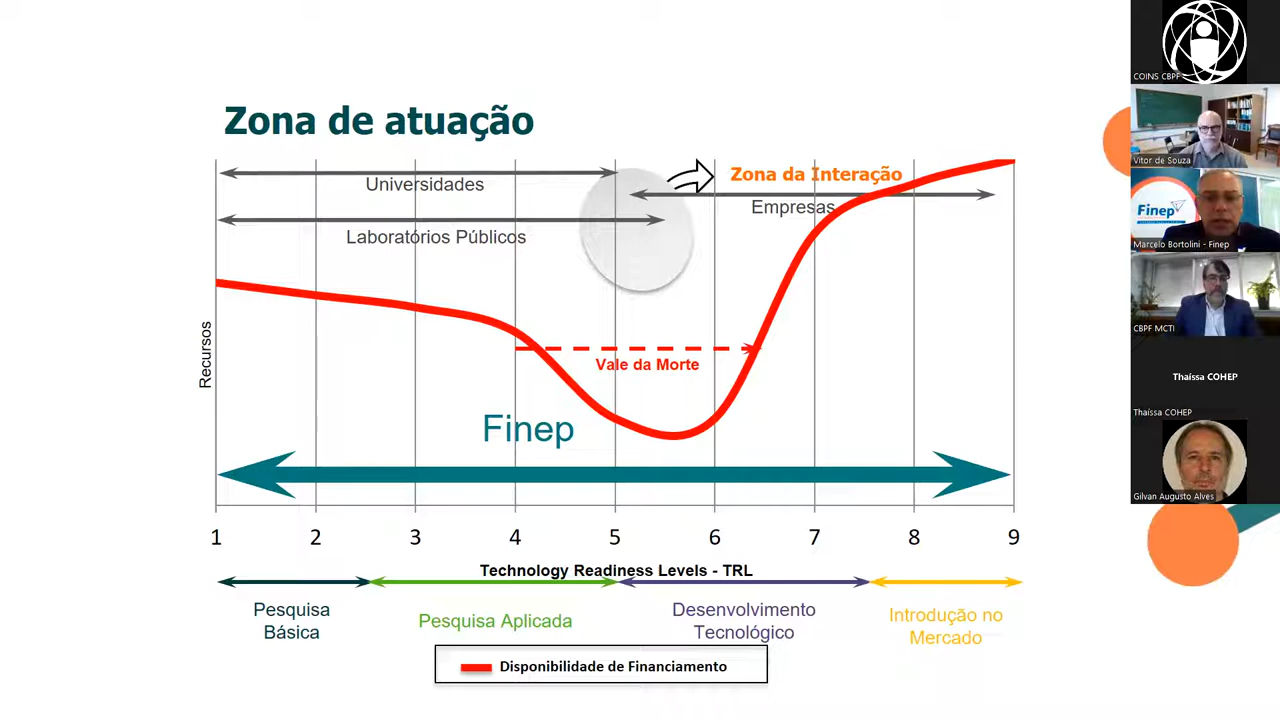 Zona de atuação
Universidades
Zona da Interação
Empresas
Laboratórios Públicos
Recursos
Vale da Morte
Finep
1 2 3 4 5 6 7 8 9
Technology Readiness Levels - TRL
Pesquisa
Básica
Pesquisa Aplicada
Desenvolvimento
Tecnológico
Introdução no
Mercado
Disponibilidade de Financiamento
COINS CBPF
Vitor de Souza
Finep
Marcelo Bortolini - Finep
CBPF MCTI
Thaíssa COHEP
Thaíssa COHEP
Gilvan Augusto Alves